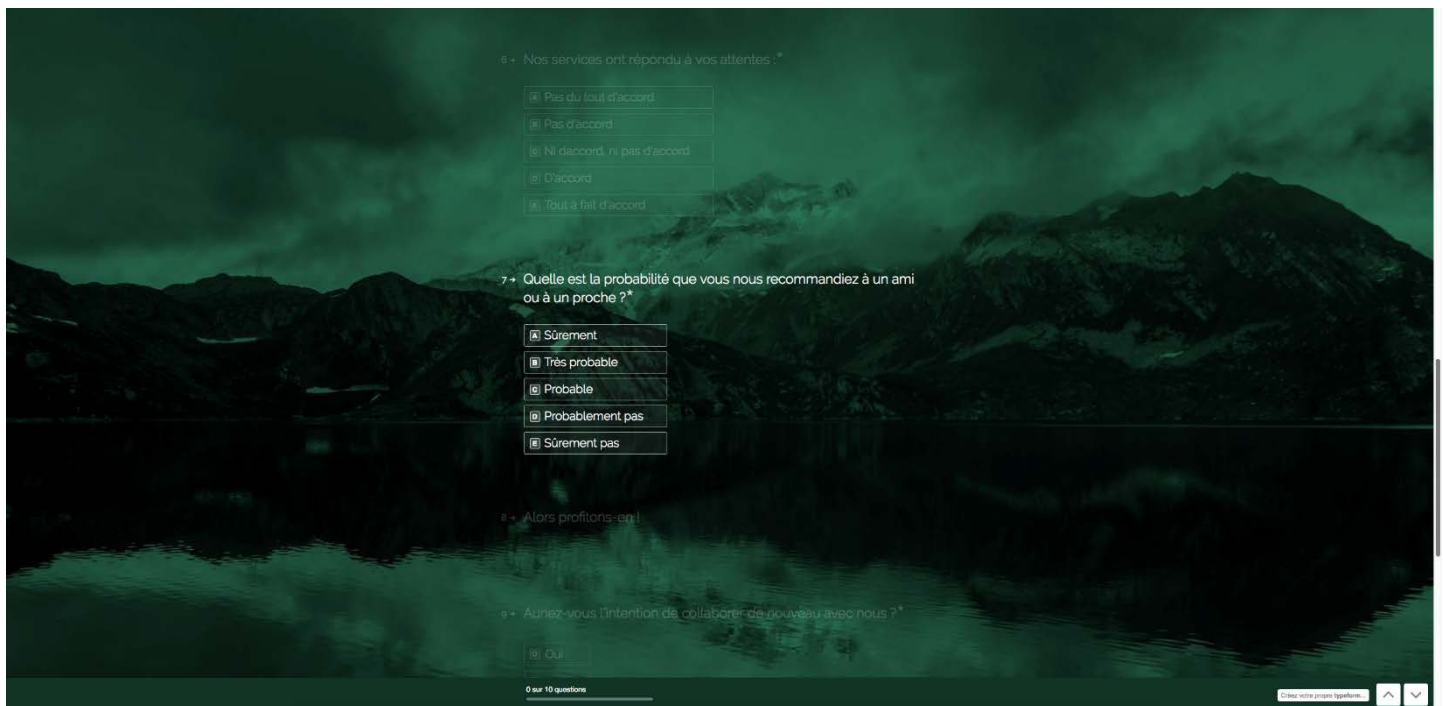 6→ Nos services ont répondu à vos attentes :*
A Pas du tout d'accord
B Pas d'accord
C Ni daccord, ni pas d'accord
D D'accord
E Tout à fait d'accord
7→ Quelle est la probabilité que vous nous recommandiez à un ami
ou à un proche ?*
A Sûrement
B Très probable
C Probable
D Probablement pas
E Sûrement pas
8→ Alors profitons-en !
9→ Auriez-vous l'intention de collaborer de nouveau avec nous ?*
O Oui
0 sur 10 questions
Créez votre propre typeform...